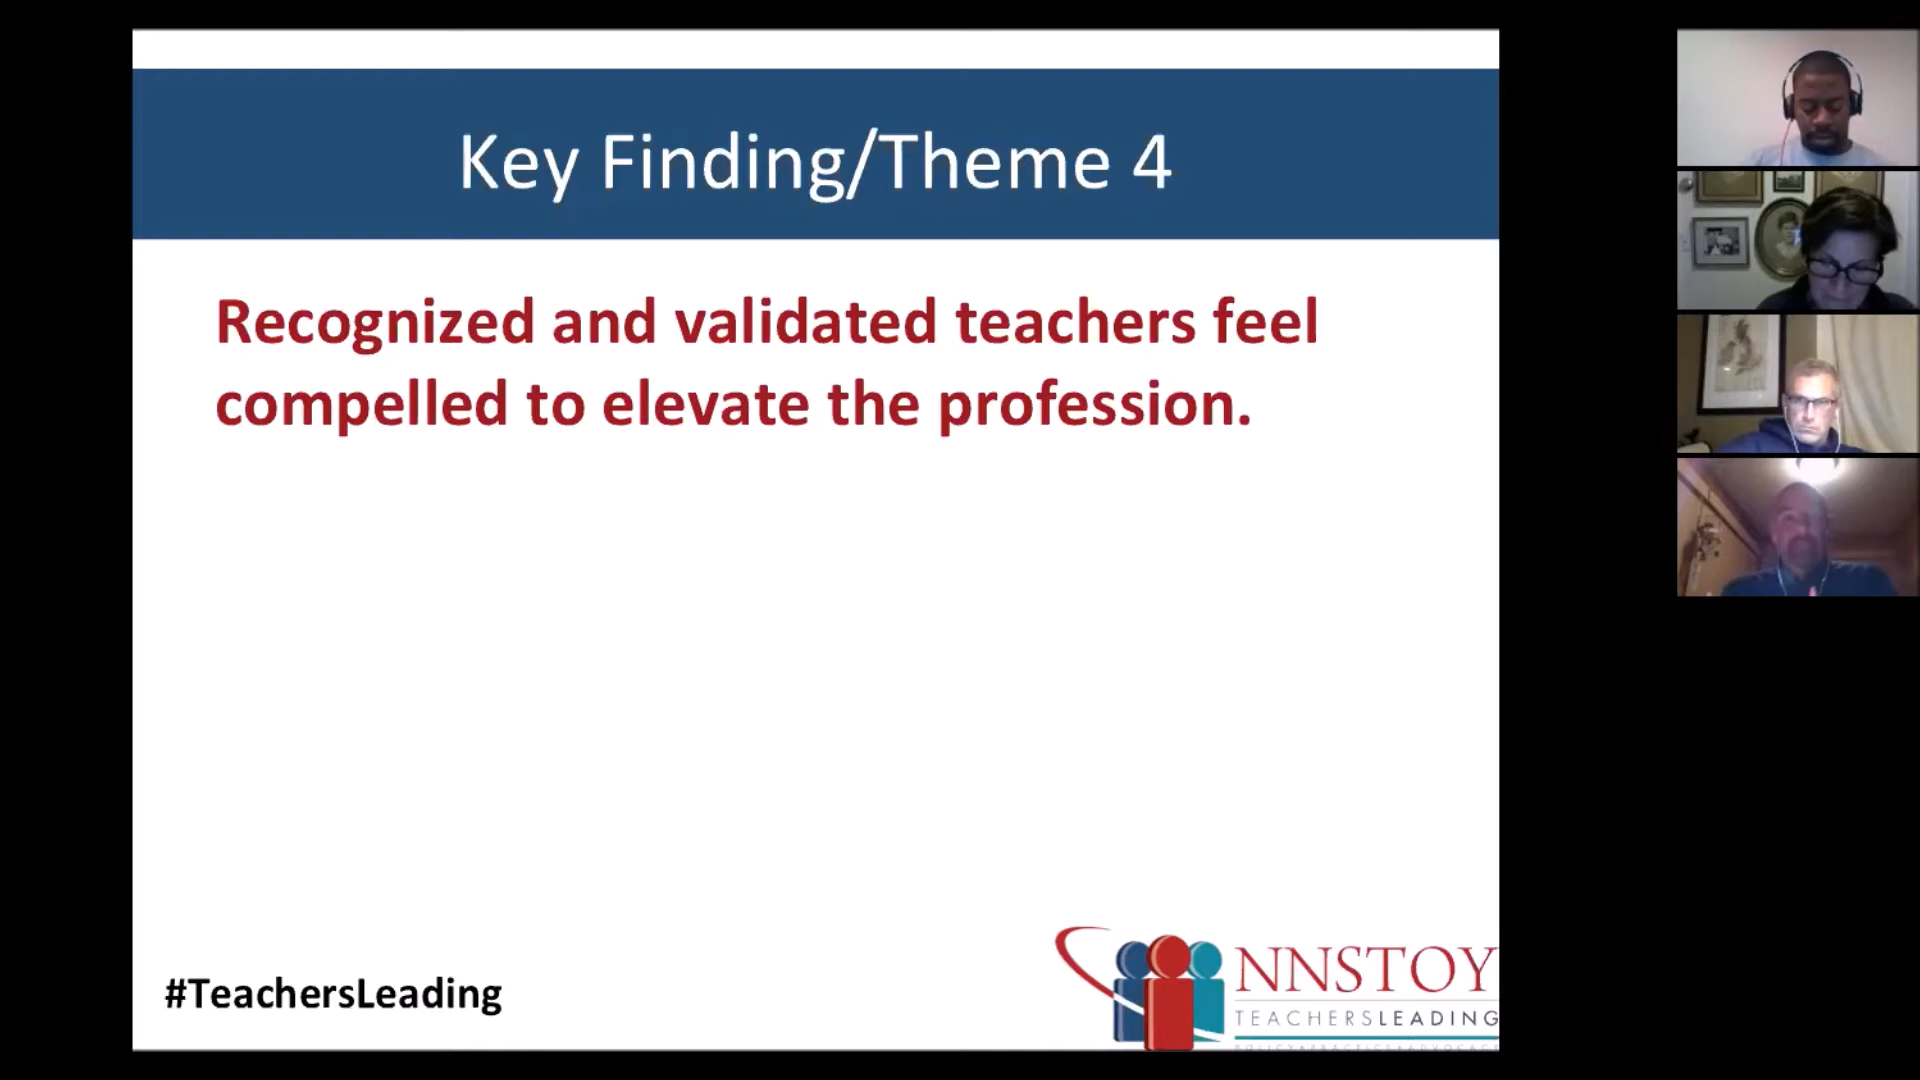 Key Finding/Theme 4
Recognized and validated teachers feel
compelled to elevate the profession.
#TeachersLeading
NNSTOY
TEACHERSLEADING